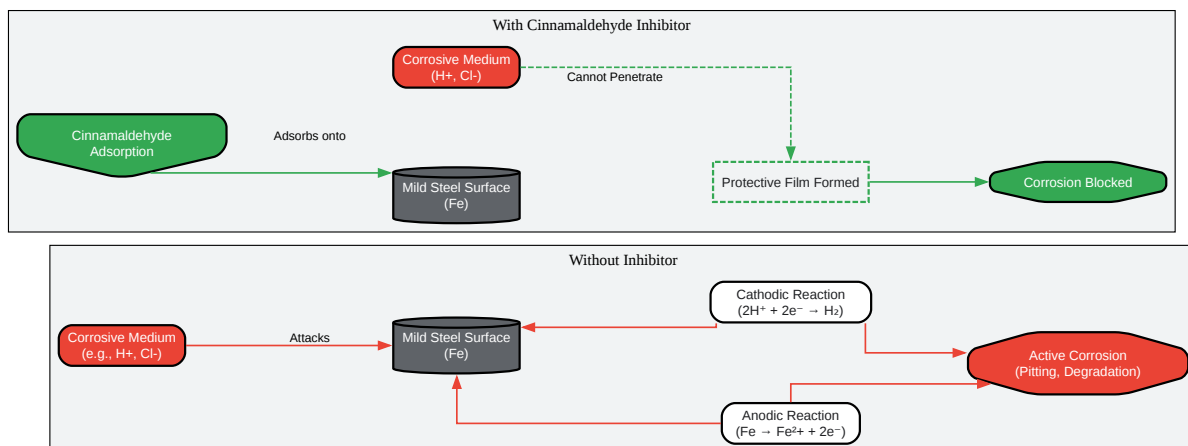 With Cinnamaldehyde Inhibitor
Corrosive Medium
(H+, Cl-)
Cannot Penetrate
Cinnamaldehyde
Adsorption
Adsorbs onto
Mild Steel Surface
(Fe)
Protective Film Formed
Corrosion Blocked
Without Inhibitor
Cathodic Reaction
(2H⁺ + 2e⁻ → H₂)
Corrosive Medium
(e.g., H+, Cl-)
Attacks
Mild Steel Surface
(Fe)
Active Corrosion
(Pitting, Degradation)
Anodic Reaction
(Fe → Fe²+ + 2e⁻)